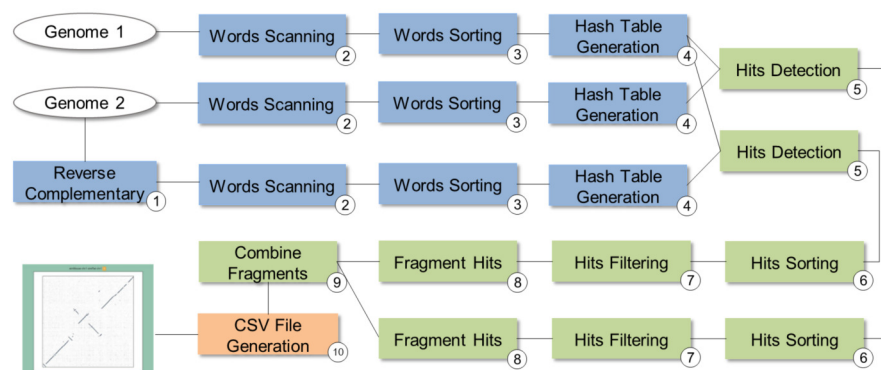 Genome 1
Words Scanning
2
Words Sorting
3
Hash Table
Generation
4
Hits Detection
5
Genome 2
Words Scanning
2
Words Sorting
3
Hash Table
Generation
4
Hits Detection
5
Reverse
Complementary
1
Words Scanning
2
Words Sorting
3
Hash Table
Generation
4
Combine
Fragments
9
Fragment Hits
8
Hits Filtering
7
Hits Sorting
6
CSV File
Generation
10
Fragment Hits
8
Hits Filtering
7
Hits Sorting
6